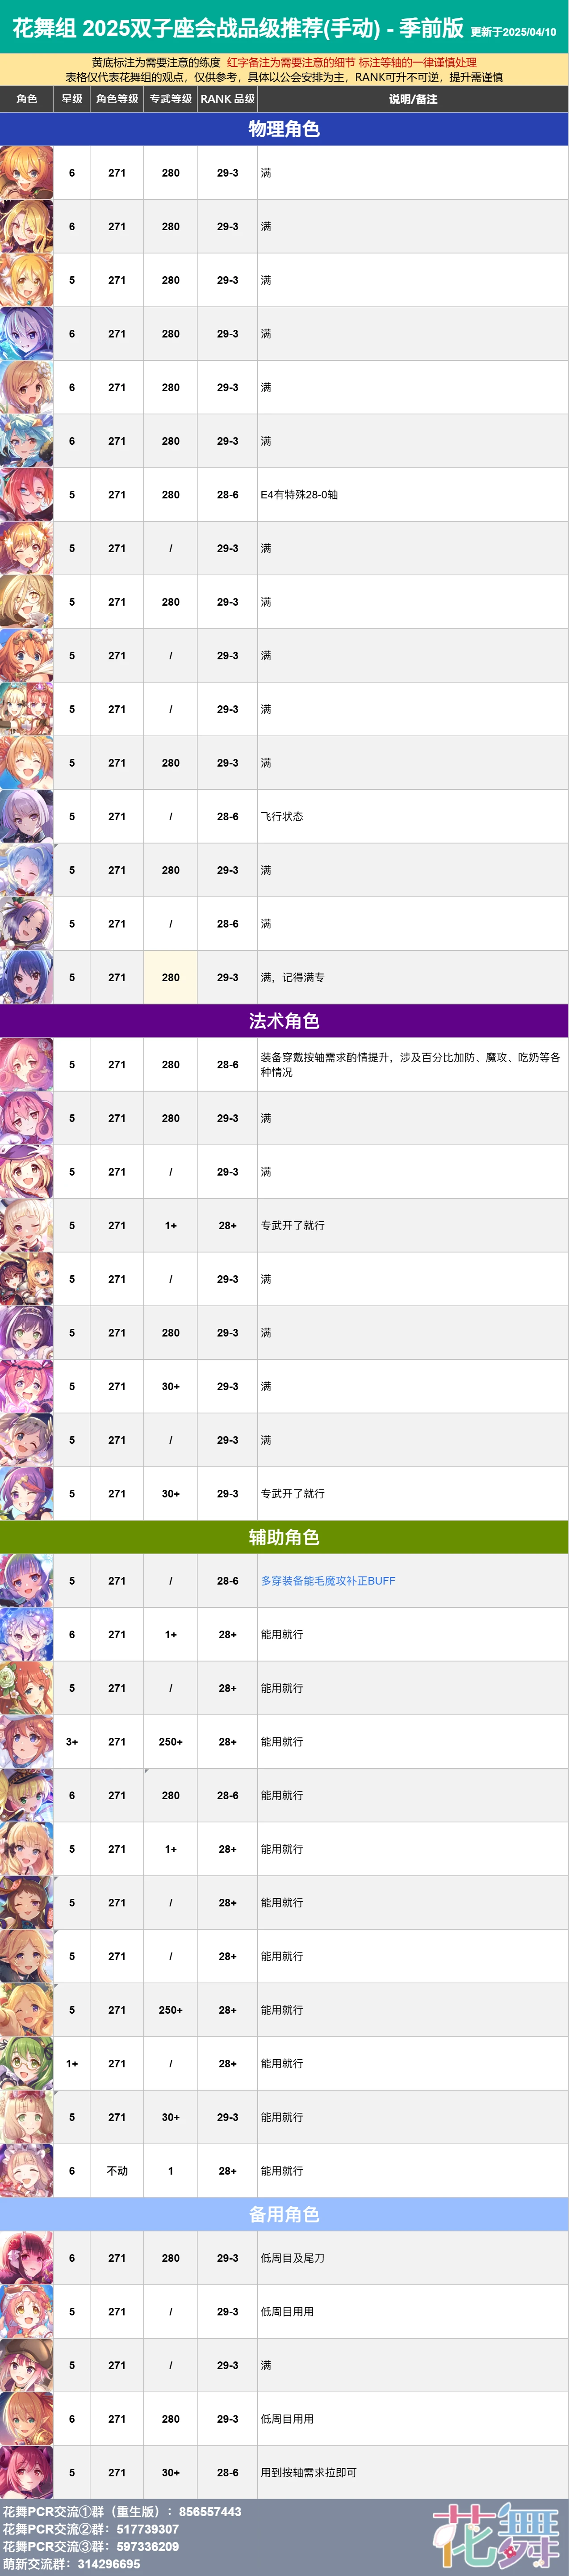 花舞组 2025双子座会战品级推荐(手动) - 季前版 更新于2025/04/10
黄底标注为需要注意的练度 红字备注为需要注意的细节 标注等轴的一律谨慎处理
表格仅代表花舞组的观点，仅供参考，具体以公会安排为主，RANK可升不可逆，提升需谨慎
角色 星级 角色等级 专武等级 RANK 品级 说明/备注
物理角色
6 271 280 29-3 满
6 271 280 29-3 满
5 271 280 29-3 满
6 271 280 29-3 满
6 271 280 29-3 满
6 271 280 29-3 满
5 271 280 28-6 E4有特殊28-0轴
5 271 / 29-3 满
5 271 280 29-3 满
5 271 / 29-3 满
5 271 / 29-3 满
5 271 280 29-3 满
5 271 / 28-6 飞行状态
5 271 280 29-3 满
5 271 / 28-6 满
5 271 280 29-3 满，记得满专
法术角色
5 271 280 28-6 装备穿戴按轴需求酌情提升，涉及百分比加防、魔攻、吃奶等各
种情况
5 271 280 29-3 满
5 271 / 29-3 满
5 271 1+ 28+ 专武开了就行
5 271 / 29-3 满
5 271 280 29-3 满
5 271 30+ 29-3 满
5 271 / 29-3 满
5 271 30+ 29-3 专武开了就行
辅助角色
5 271 / 28-6 多穿装备能毛魔攻补正BUFF
6 271 1+ 28+ 能用就行
5 271 / 28+ 能用就行
3+ 271 250+ 28+ 能用就行
6 271 280 28-6 能用就行
5 271 1+ 28+ 能用就行
5 271 / 28+ 能用就行
5 271 / 28+ 能用就行
5 271 250+ 28+ 能用就行
1+ 271 / 28+ 能用就行
5 271 30+ 29-3 能用就行
6 不动 1 28+ 能用就行
备用角色
6 271 280 29-3 低周目及尾刀
5 271 / 29-3 低周目用用
5 271 / 29-3 满
6 271 280 29-3 低周目用用
5 271 30+ 28-6 用到按轴需求拉即可
花舞PCR交流①群（重生版）：856557443
花舞PCR交流②群：517739307
花舞PCR交流③群：597336209
萌新交流群：314296695
花舞